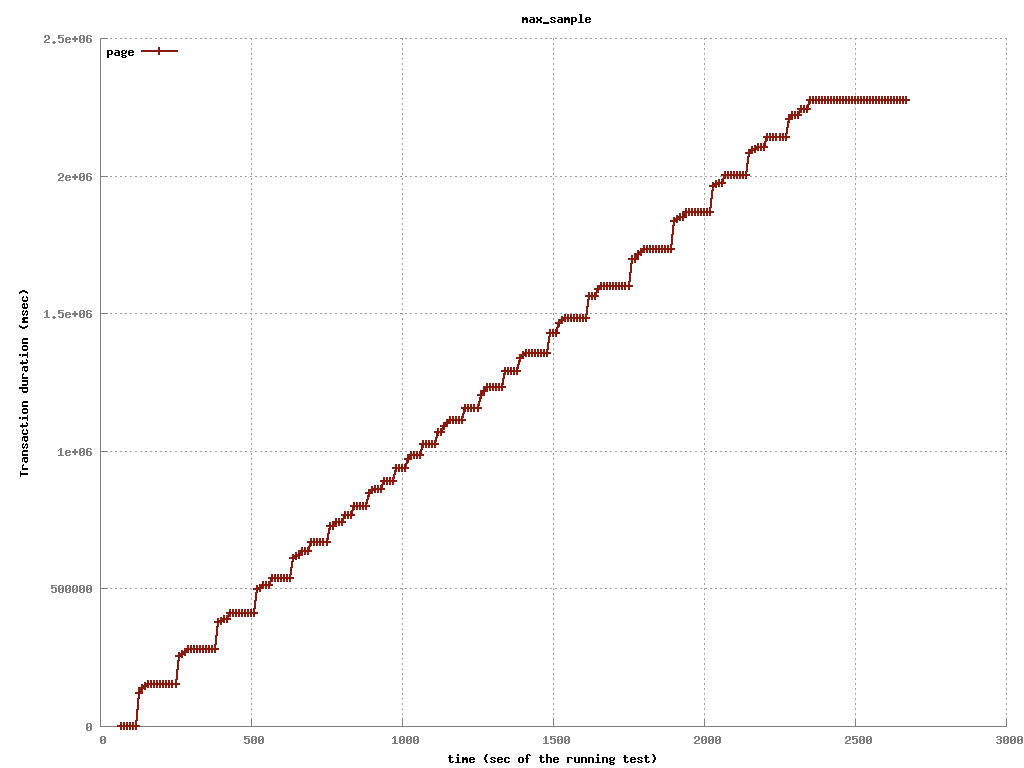 max_sample
2.5e+06
page
2e+06
1.5e+06
1e+06
500000
0
0 500 1000 1500 2000 2500 3000
Transaction duration (msec)
time (sec of the running test)